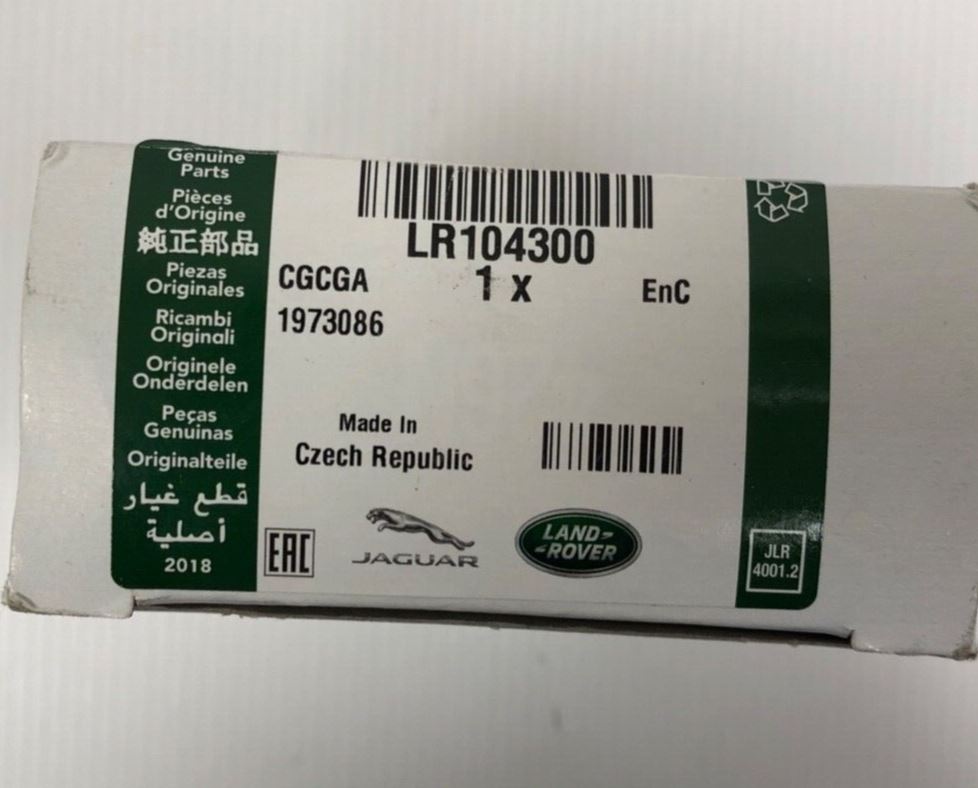 Genuine
Parts
Pièces
d'Origine
純正部品
Piezas
Originales
Ricambi
Originali
Originele
Onderdelen
Peças
Genuinas
Originalteile
قطع غيار
أصلية
2018
LR104300
CGCGA
1 x
EnC
1973086
Made In
Czech Republic
EAC
JAGUAR
LAND-
-ROVER
JLR
4001.2